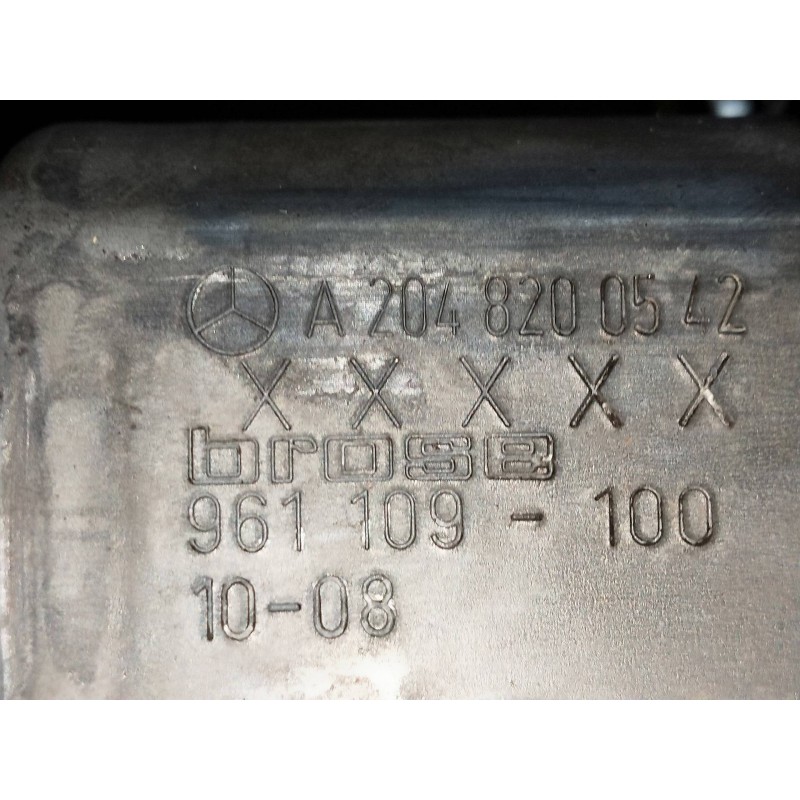 A 204 820 05 42
X X X X X
brose
961 109 - 100
10-08